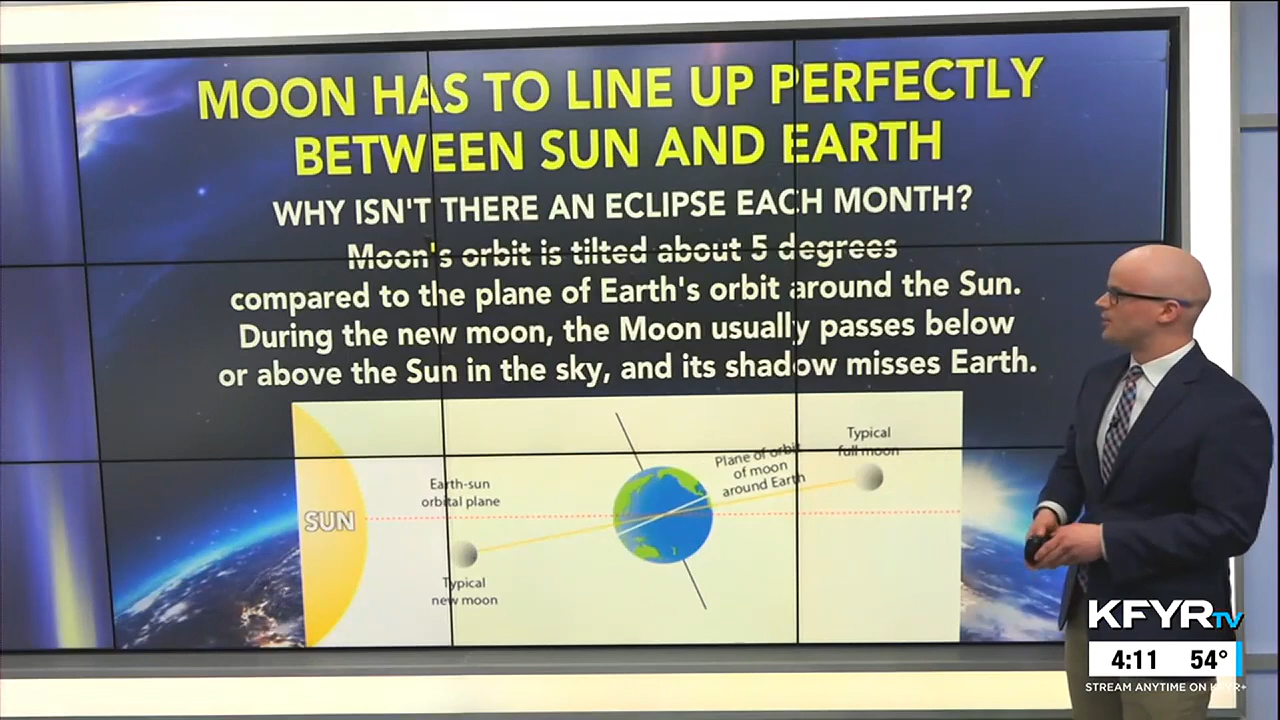 MOON HAS TO LINE UP PERFECTLY
BETWEEN SUN AND EARTH
WHY ISN'T THERE AN ECLIPSE EACH MONTH?
Moon's orbit is tilted about 5 degrees
compared to the plane of Earth's orbit around the Sun.
During the new moon, the Moon usually passes below
or above the Sun in the sky, and its shadow misses Earth.
SUN
Earth-sun
orbital plane
Typical
new moon
Plane of orbit
of moon
around Earth
Typical
full moon
KFYRTV
4:11 54°
STREAM ANYTIME ON KFYR+